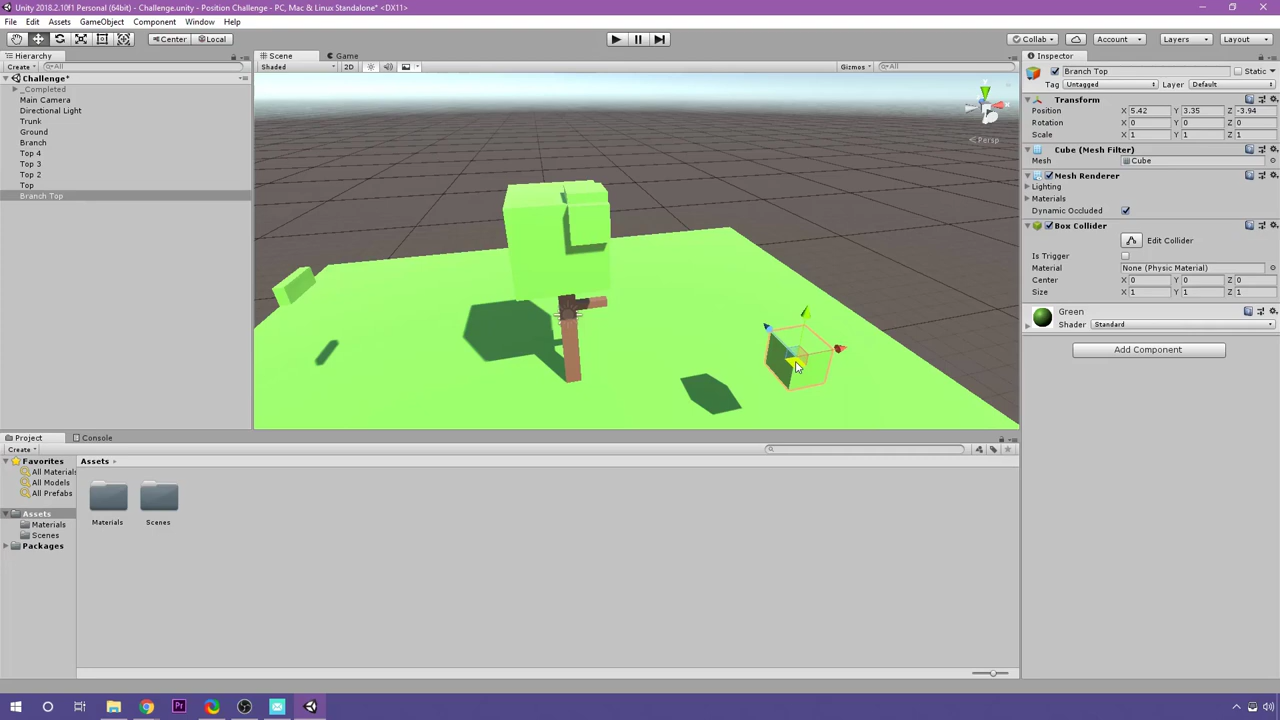 Unity 2018.2.10f1 Personal (64bit) - Challenge.unity - Position Challenge - PC, Mac & Linux Standalone* <DX11>
File Edit Assets GameObject Component Window Help
Center Local Collab Account Layers Layout
Hierarchy Scene Game Inspector
Create All Shaded 2D Gizmos All Branch Top Static
Challenge*
Tag Untagged Layer Default
_Completed
Main Camera
Directional Light
Trunk
Ground
Branch
Top 4
Top 3
Top 2
Top
Branch Top
Persp
Transform
Position X 5.42 Y 3.35 Z -3.94
Rotation X 0 Y 0 Z 0
Scale X 1 Y 1 Z 1
Cube (Mesh Filter)
Mesh Cube
Mesh Renderer
Lighting
Materials
Dynamic Occluded
Box Collider
Edit Collider
Is Trigger
Material None (Physic Material)
Center X 0 Y 0 Z 0
Size X 1 Y 1 Z 1
Green
Shader Standard
Add Component
Project Console
Create
Favorites
All Materials
All Models
All Prefabs
Assets
Materials
Scenes
Packages
Assets
Materials Scenes
Pr